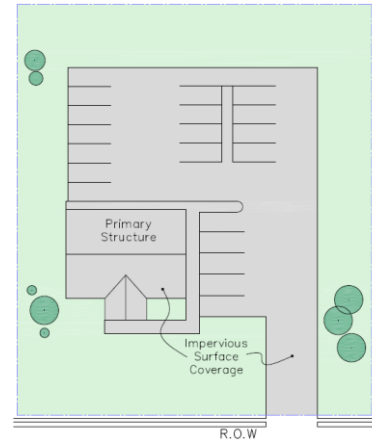 Primary
Structure
Impervious
Surface
Coverage
R.O.W